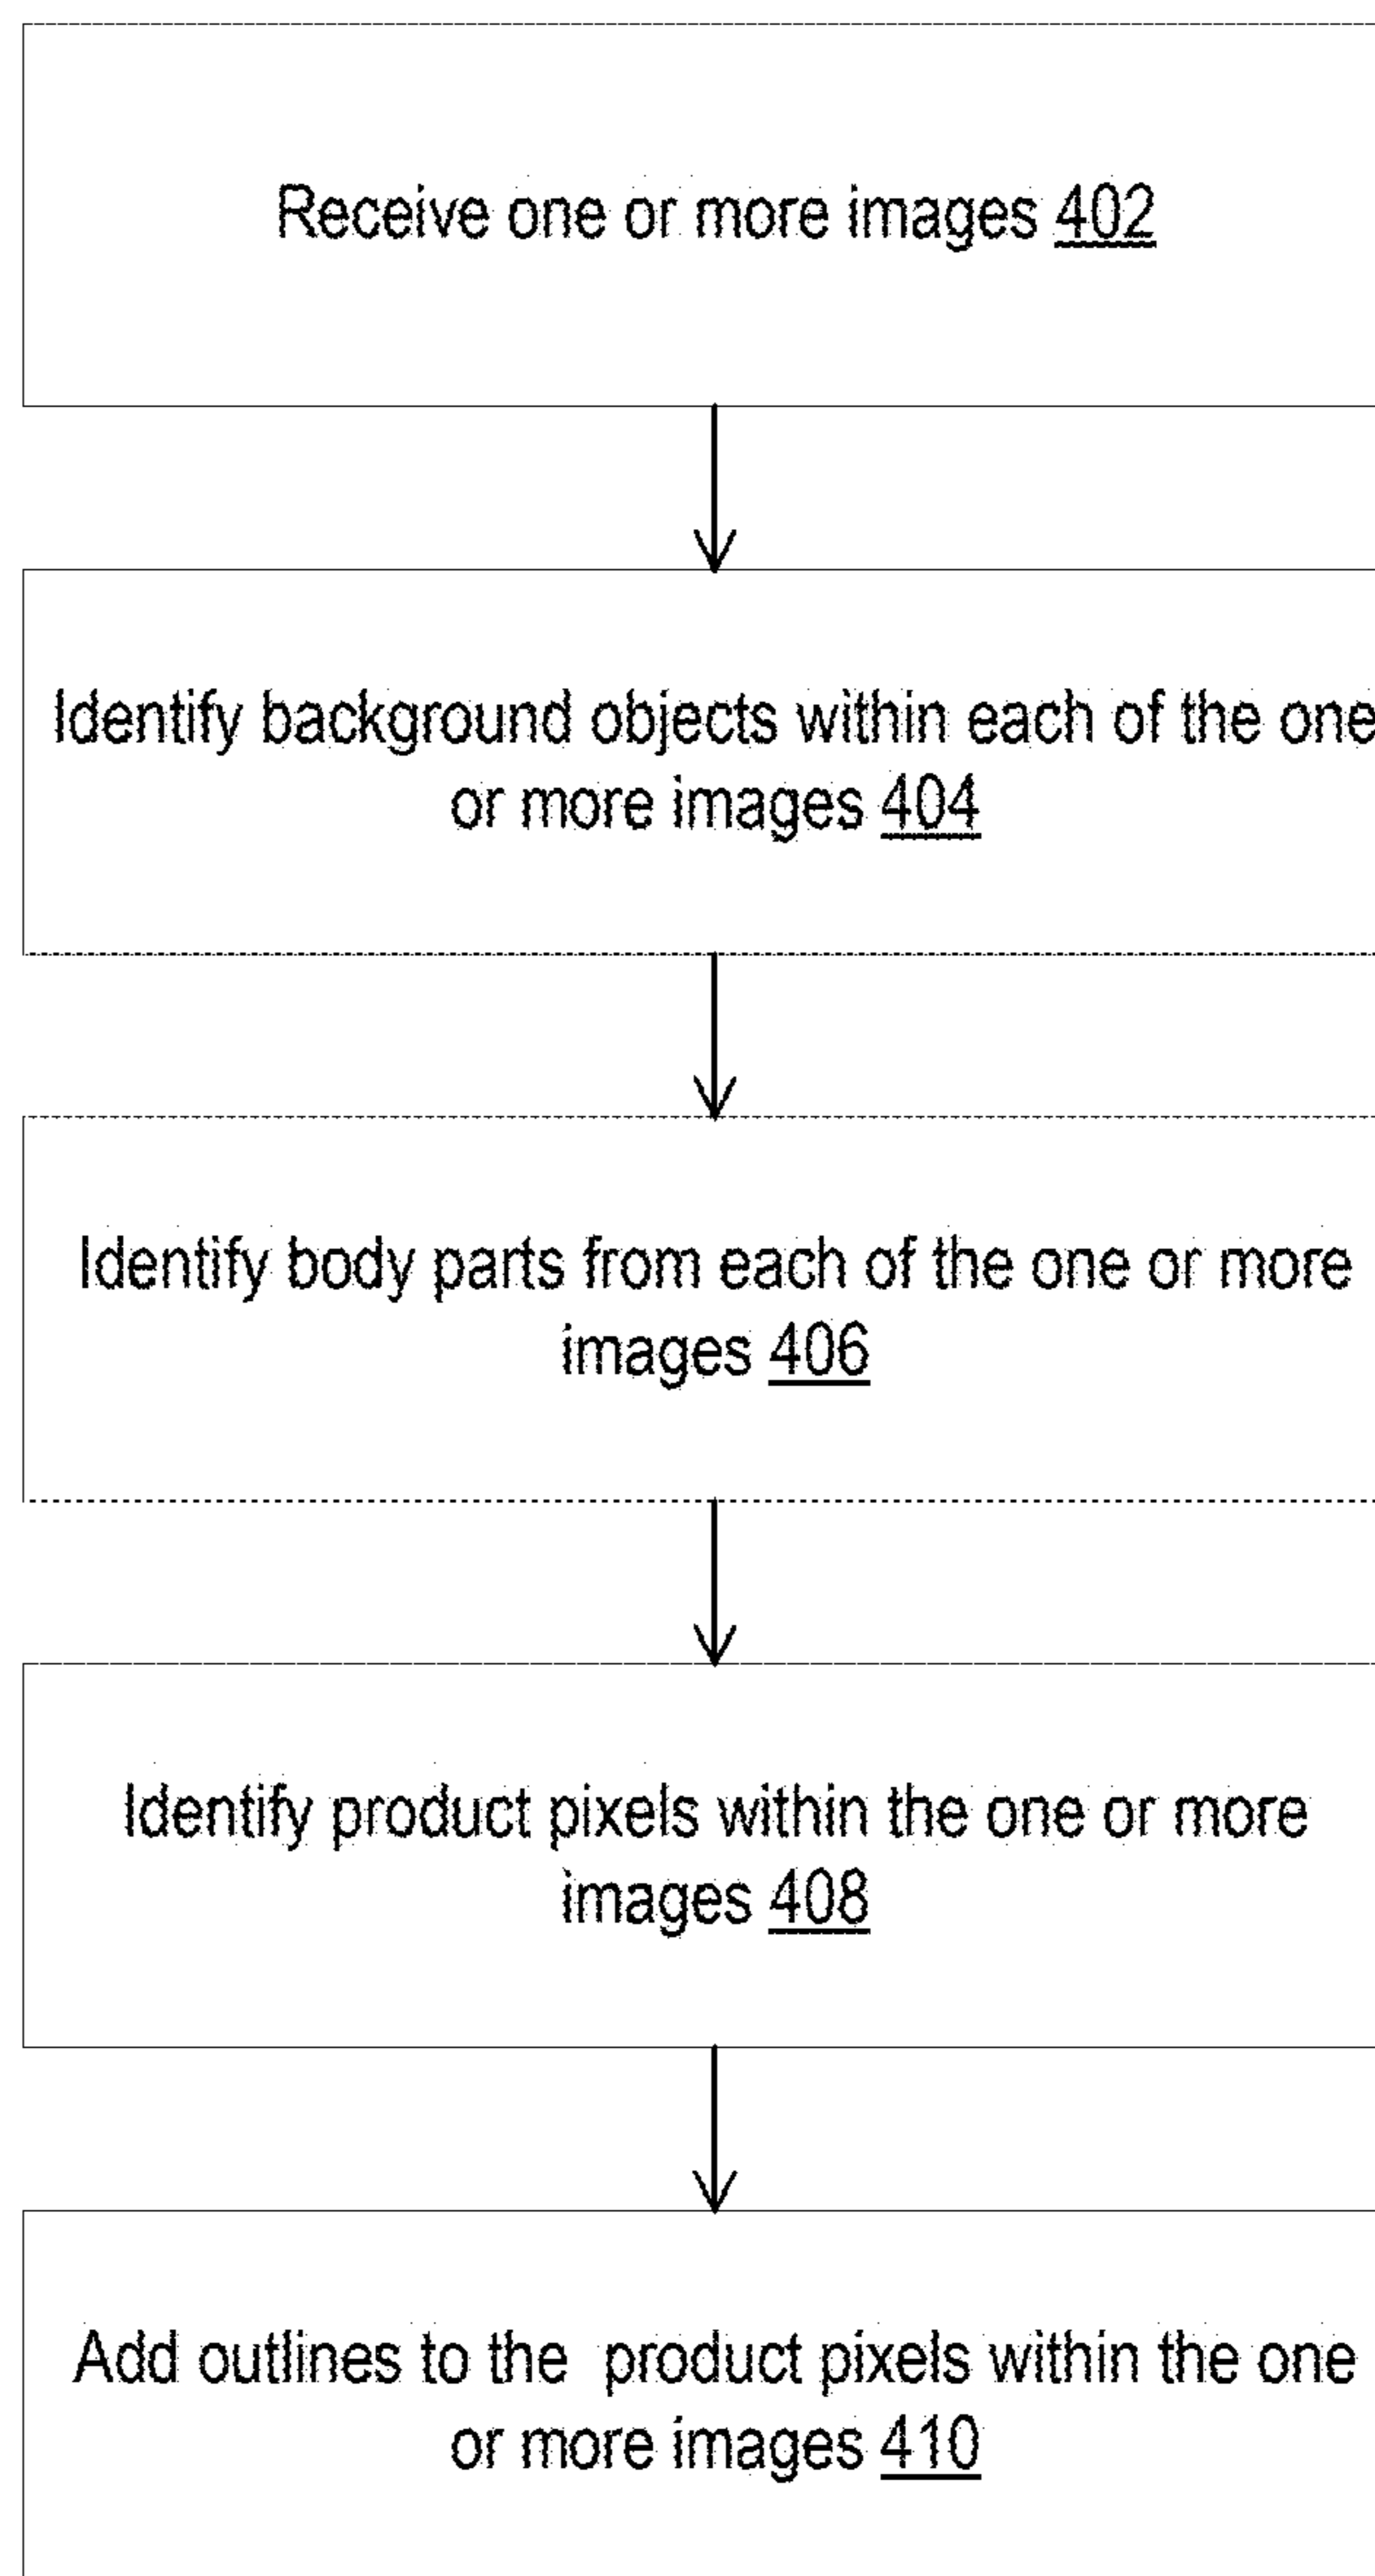 Receive one or more images 402
Identify background objects within each of the one
or more images 404
Identify body parts from each of the one or more
images 406
Identify product pixels within the one or more
images 408
Add outlines to the  product pixels within the one
or more images 410